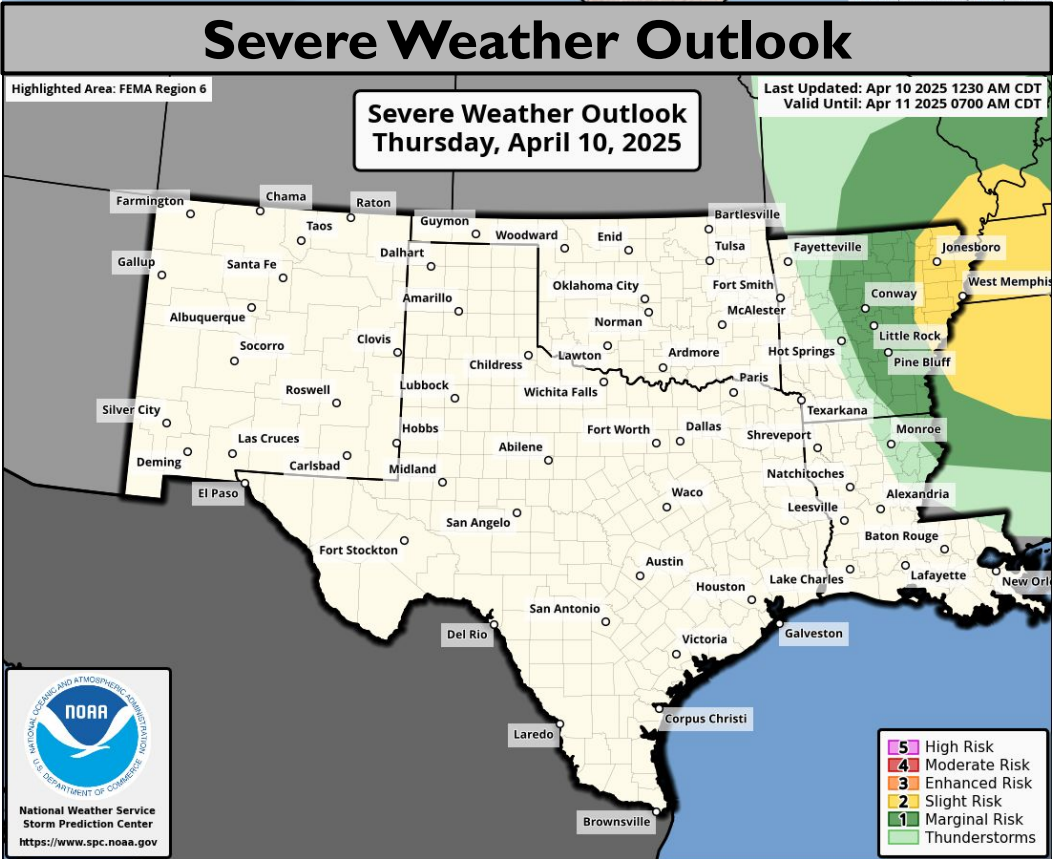 Severe Weather Outlook
Highlighted Area: FEMA Region 6
Last Updated: Apr 10 2025 1230 AM CDT
Valid Until: Apr 11 2025 0700 AM CDT
Severe Weather Outlook
Thursday, April 10, 2025
Farmington
Chama
Raton
Taos
Guymon
Woodward
Enid
Bartlesville
Tulsa
Fayetteville
Jonesboro
Gallup
Santa Fe
Dalhart
West Memphis
Oklahoma City
Fort Smith
Conway
Amarillo
Albuquerque
Norman
McAlester
Little Rock
Socorro
Clovis
Childress
Lawton
Ardmore
Hot Springs
Pine Bluff
Roswell
Lubbock
Wichita Falls
Paris
Silver City
Texarkana
Las Cruces
Hobbs
Abilene
Fort Worth
Dallas
Shreveport
Monroe
Deming
Carlsbad
Midland
Natchitoches
El Paso
Waco
Alexandria
Leesville
San Angelo
Fort Stockton
Baton Rouge
Austin
Houston
Lake Charles
Lafayette
New Orl
San Antonio
Del Rio
Victoria
Galveston
Corpus Christi
Laredo
Brownsville
NATIONAL OCEANIC AND ATMOSPHERIC ADMINISTRATION
NOAA
U.S. DEPARTMENT OF COMMERCE
National Weather Service
Storm Prediction Center
https://www.spc.noaa.gov
5 High Risk
4 Moderate Risk
3 Enhanced Risk
2 Slight Risk
1 Marginal Risk
Thunderstorms